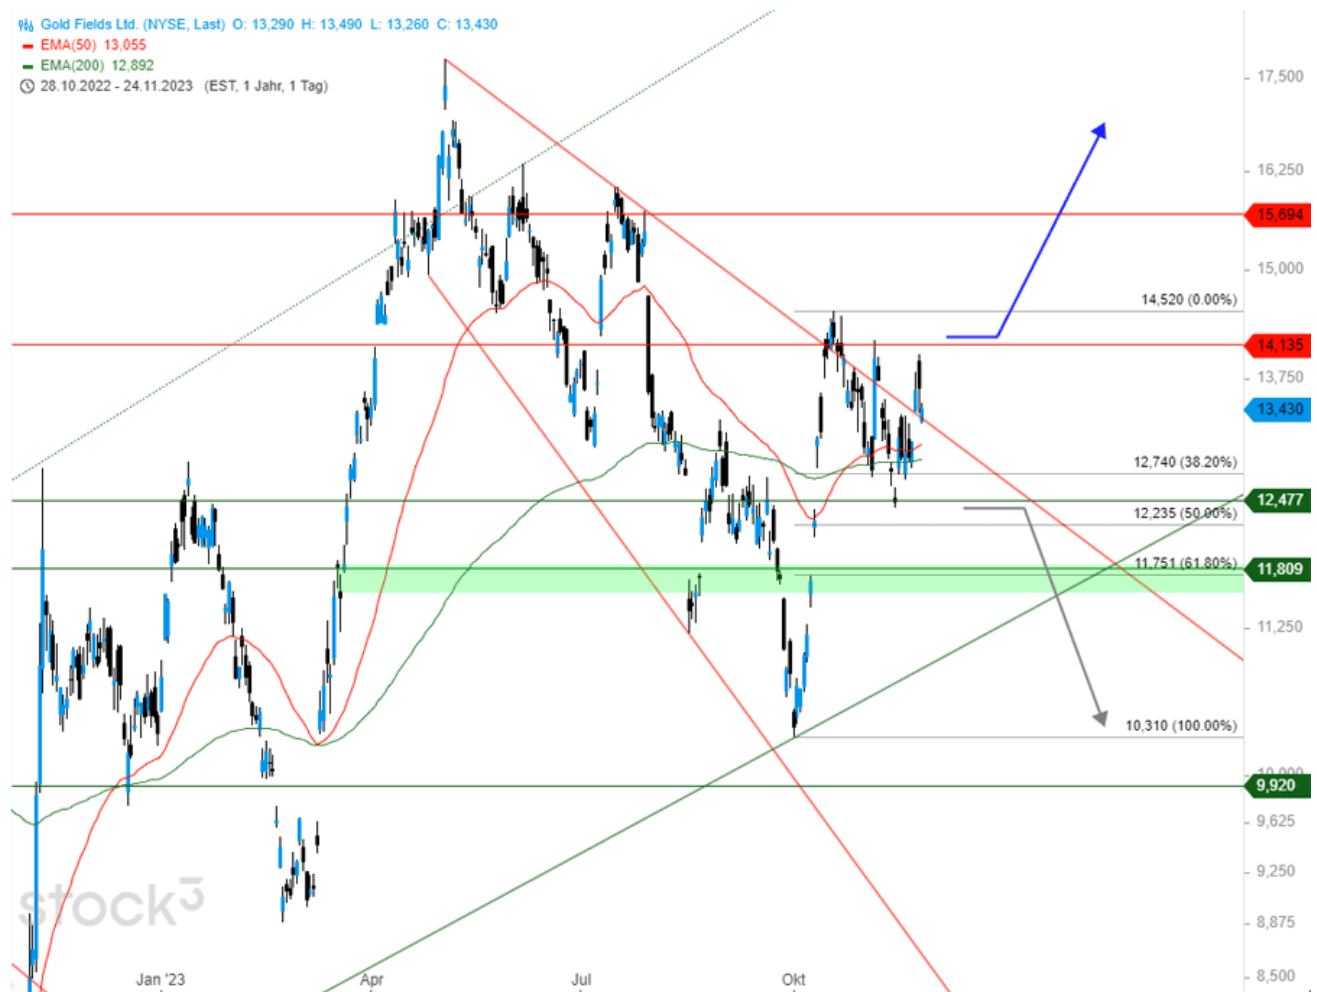 Gold Fields Ltd. (NYSE, Last) O: 13,290 H: 13,490 L: 13,260 C: 13,430
EMA(50) 13,055
EMA(200) 12,892
28.10.2022 - 24.11.2023 (EST, 1 Jahr, 1 Tag)
17,500
16,250
15,694
15,000
14,520 (0.00%)
14,135
13,750
13,430
12,740 (38.20%)
12,477
12,235 (50.00%)
11,751 (61.80%)
11,809
11,250
10,310 (100.00%)
10,000
9,920
9,625
9,250
8,875
8,500
stock3
Jan '23
Apr
Jul
Okt